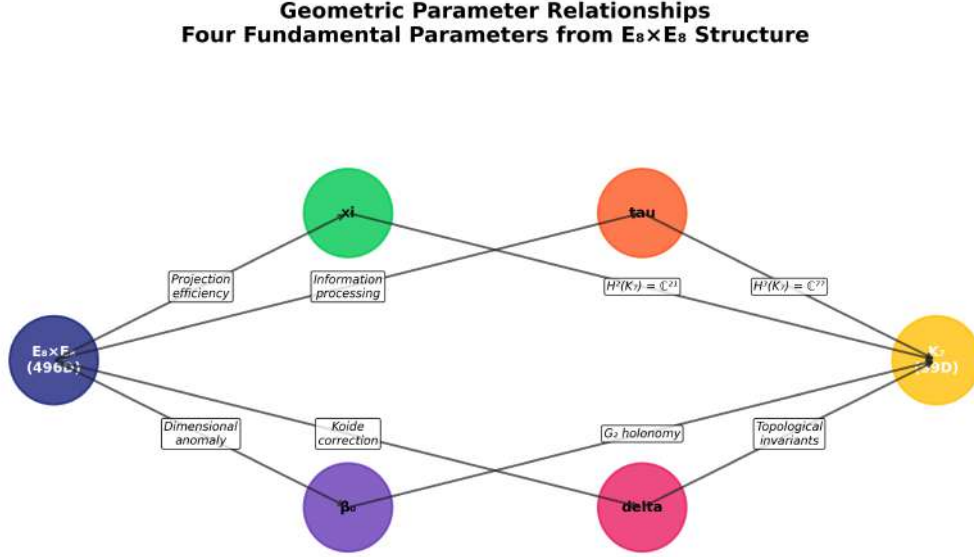 Geometric Parameter Relationships
Four Fundamental Parameters from E₈×E₈ Structure
xi
tau
Projection
efficiency
Information
processing
H²(K₇) = ℂ²¹
H³(K₇) = ℂ⁷⁷
E₈×E₈
(496D)
K₇
Dimensional
anomaly
Koide
correction
G₂ holonomy
Topological
invariants
β₀
delta